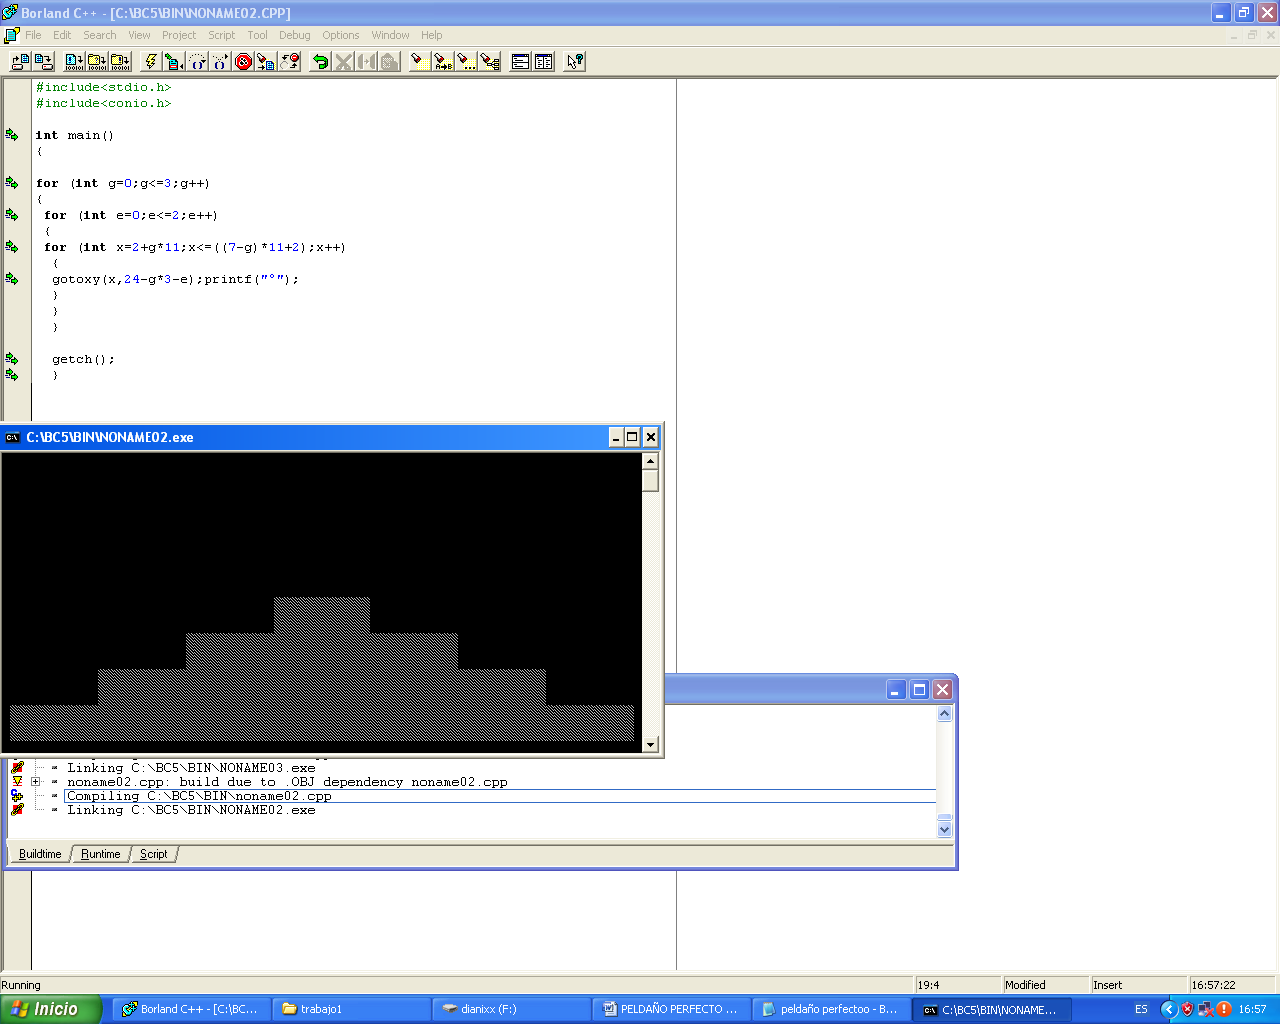 Borland C++ - [C:\BC5\BIN\NONAME02.CPP]
File Edit Search View Project Script Tool Debug Options Window Help
#include<stdio.h>
#include<conio.h>
int main()
{
for (int g=0;g<=3;g++)
{
for (int e=0;e<=2;e++)
{
for (int x=2+g*11;x<=((7-g)*11+2);x++)
{
gotoxy(x,24-g*3-e);printf("°");
}
}
}
getch();
}
C:\BC5\BIN\NONAME02.exe
Linking C:\BC5\BIN\NONAME03.exe
noname02.cpp: build due to .OBJ dependency noname02.cpp
Compiling C:\BC5\BIN\noname02.cpp
Linking C:\BC5\BIN\NONAME02.exe
Buildtime Runtime Script
Running 19:4 Modified Insert 16:57:22
Inicio Borland C++ - [C:\BC... trabajo1 dianixx (F:) PELDAÑO PERFECTO ... peldaño perfectoo - B... C:\BC5\BIN\NONAME... ES 16:57